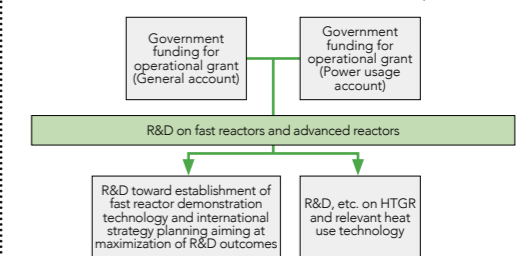 Government
funding for
operational grant
(General account)
Government
funding for
operational grant
(Power usage
account)
R&D on fast reactors and advanced reactors
R&D toward establishment of
fast reactor demonstration
technology and international
strategy planning aiming at
maximization of R&D outcomes
R&D, etc. on HTGR
and relevant heat
use technology